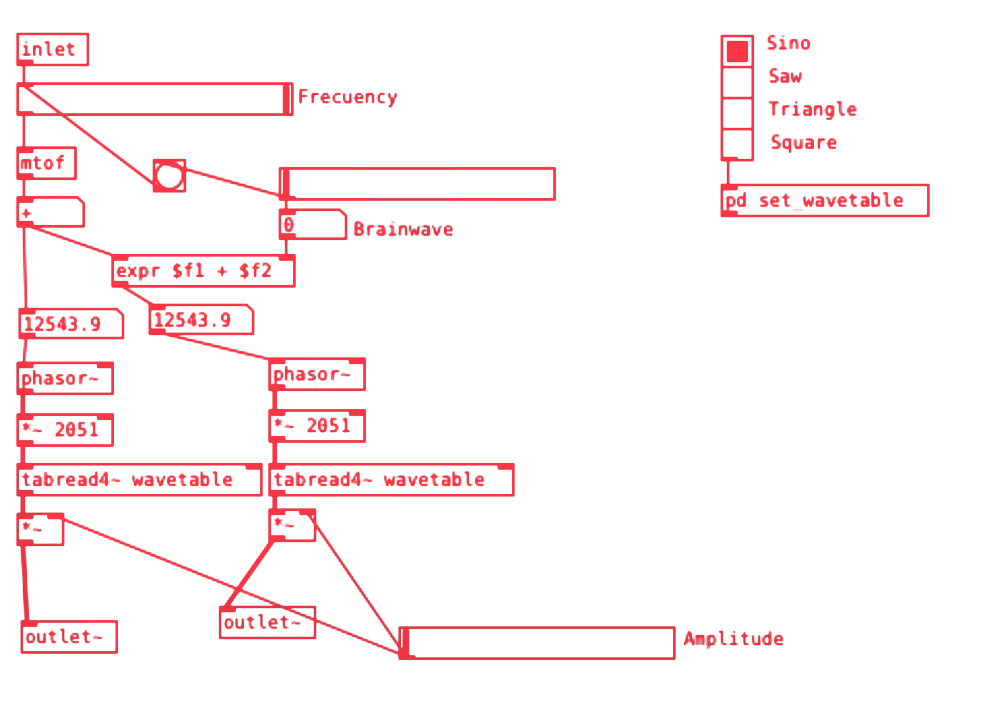 inlet
Frecuency
mtof
+
0
Brainwave
expr $f1 + $f2
12543.9
12543.9
phasor~
phasor~
*~ 2051
*~ 2051
tabread4~ wavetable
tabread4~ wavetable
*~
*~
outlet~
outlet~
Amplitude
Sino
Saw
Triangle
Square
pd set_wavetable